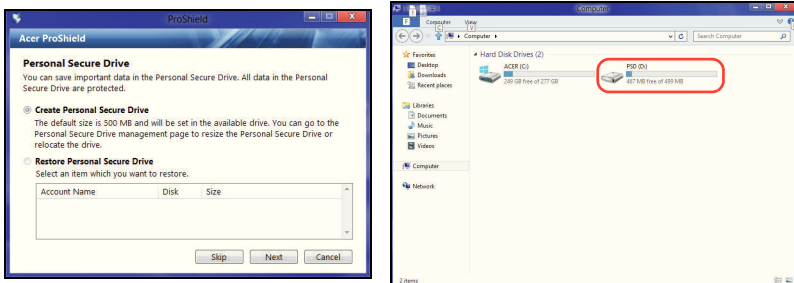 ProShield
Acer ProShield
Personal Secure Drive
You can save important data in the Personal Secure Drive. All data in the Personal
Secure Drive are protected.
Create Personal Secure Drive
The default size is 500 MB and will be set in the available drive. You can go to the
Personal Secure Drive management page to resize the Personal Secure Drive or
relocate the drive.
Restore Personal Secure Drive
Select an item which you want to restore.
Account Name Disk Size
Skip Next Cancel
Computer
F Computer View
C V
Computer
Search Computer
Favorites
Desktop
Downloads
Recent places
Libraries
Documents
Music
Pictures
Videos
Computer
Network
Hard Disk Drives (2)
ACER (C:)
249 GB free of 277 GB
PSD (D:)
467 MB free of 499 MB
2 items